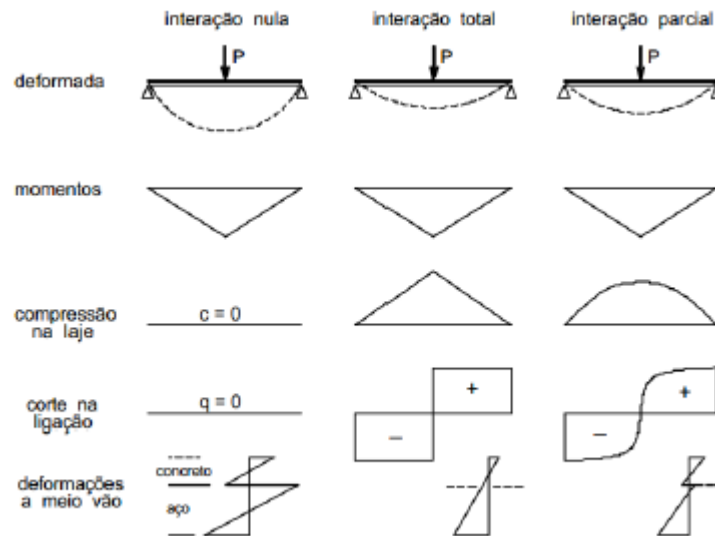 interação nula interação total interação parcial
P P P
deformada
momentos
compressão
na laje
c = 0
corte na
ligação
q = 0
+
–
+
–
deformações
a meio vão
concreto
aço